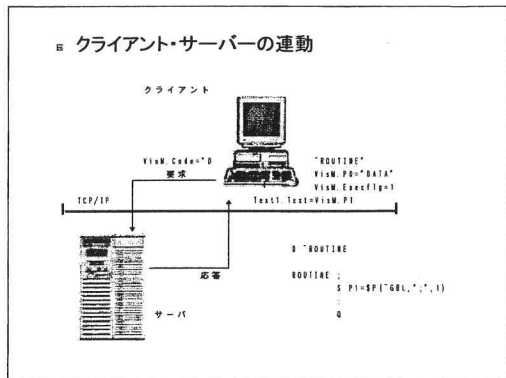 クライアント・サーバーの連動
クライアント
VisM.Code="D
^ROUTINE"
要求
VisM.P0="DATA"
VisM.Execflg=1
TCP/IP
Text1.Text=VisM.P1
D ^ROUTINE
応答
ROUTINE ;
S P1=$P(^GBL,";",1)
:
サーバ
Q